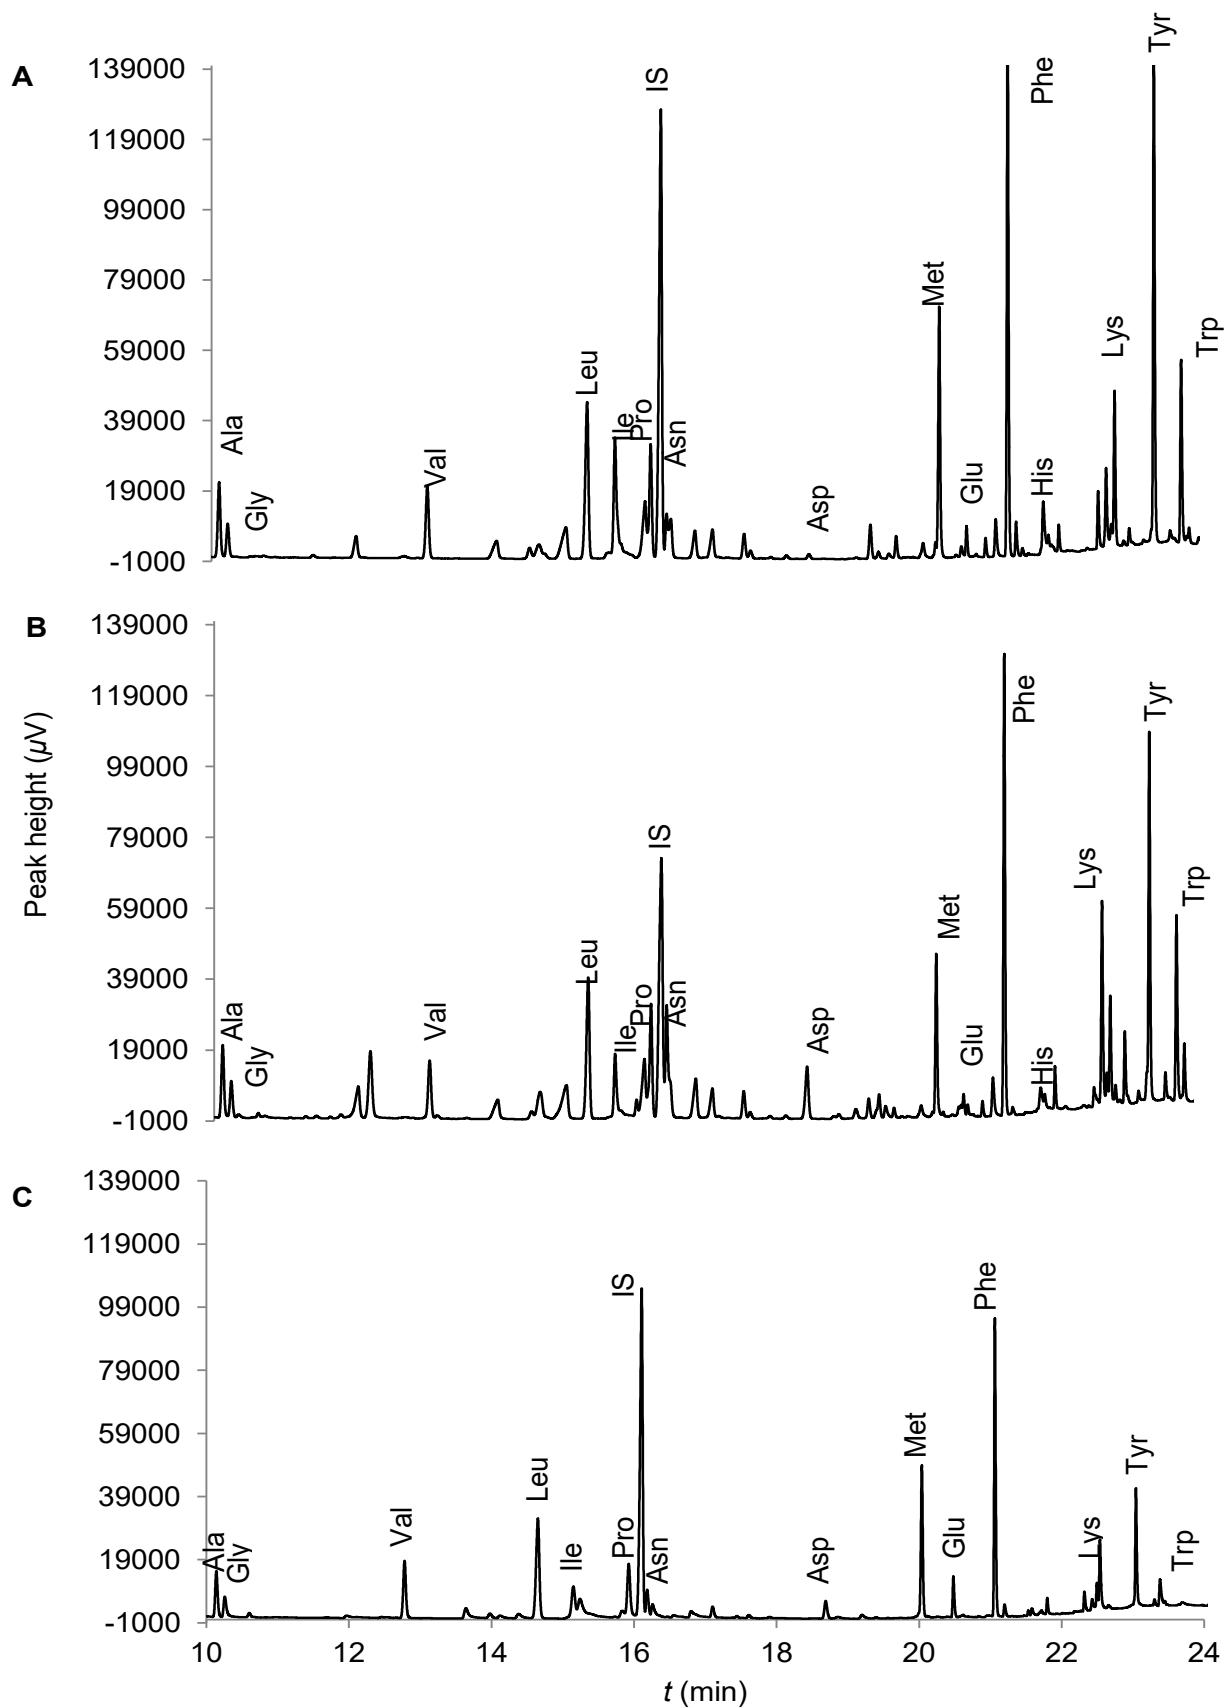 A
139000
119000
99000
79000
59000
39000
19000
-1000
Ala
Gly
Val
Leu
Ile
Pro
IS
Asn
Asp
Met
Glu
Phe
His
Lys
Tyr
Trp
B
Peak height (µV)
139000
119000
99000
79000
59000
39000
19000
-1000
Ala
Gly
Val
Leu
Ile
Pro
IS
Asn
Asp
Met
Glu
Phe
His
Lys
Tyr
Trp
C
139000
119000
99000
79000
59000
39000
19000
-1000
Ala
Gly
Val
Leu
Ile
Pro
IS
Asn
Asp
Met
Glu
Phe
Lys
Tyr
Trp
10 12 14 16 18 20 22 24
t (min)